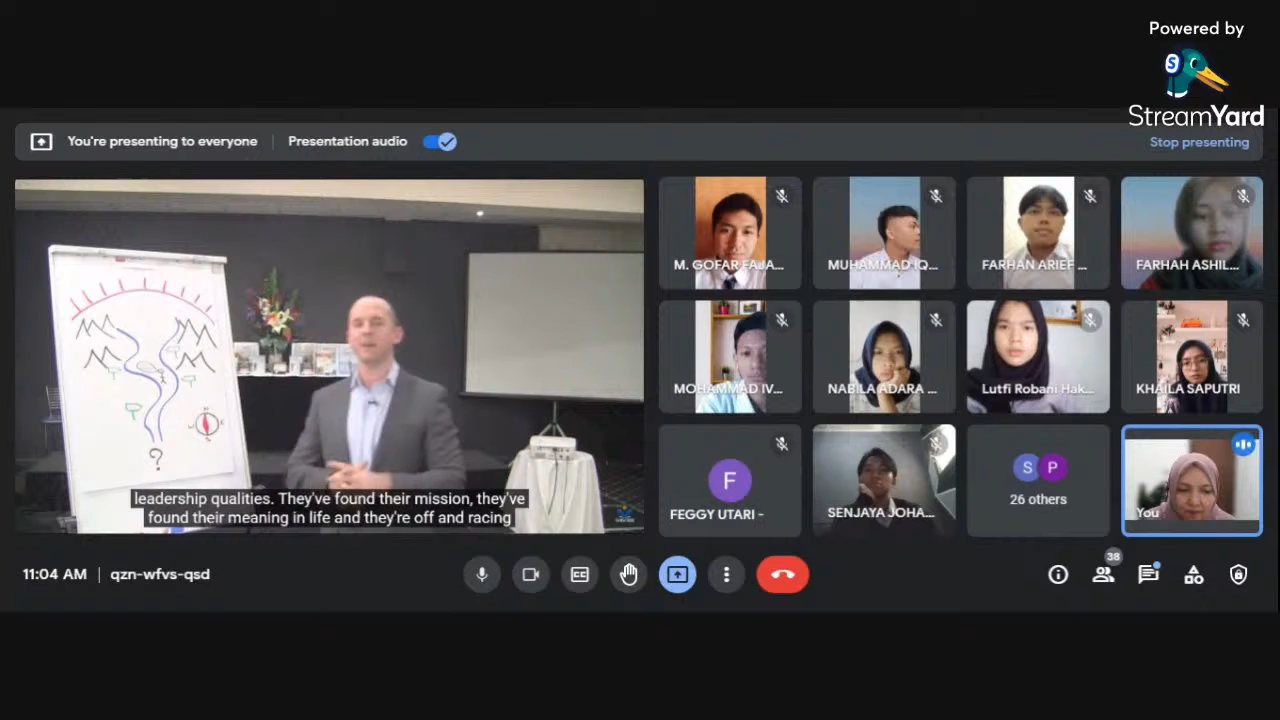 Powered by
S
StreamYard
You're presenting to everyone
Presentation audio
Stop presenting
M. GOFAR FAJA...
MUHAMMAD IQ...
FARHAN ARIEF ...
FARHAH ASHIL...
MOHAMMAD IV...
NABILA ADARA ...
Lutfi Robani Hak...
KHAILA SAPUTRI
?
leadership qualities. They've found their mission, they've
found their meaning in life and they're off and racing
F
FEGGY UTARI -
SENJAYA JOHA...
S P
26 others
You
11:04 AM | qzn-wfvs-qsd
CC
38